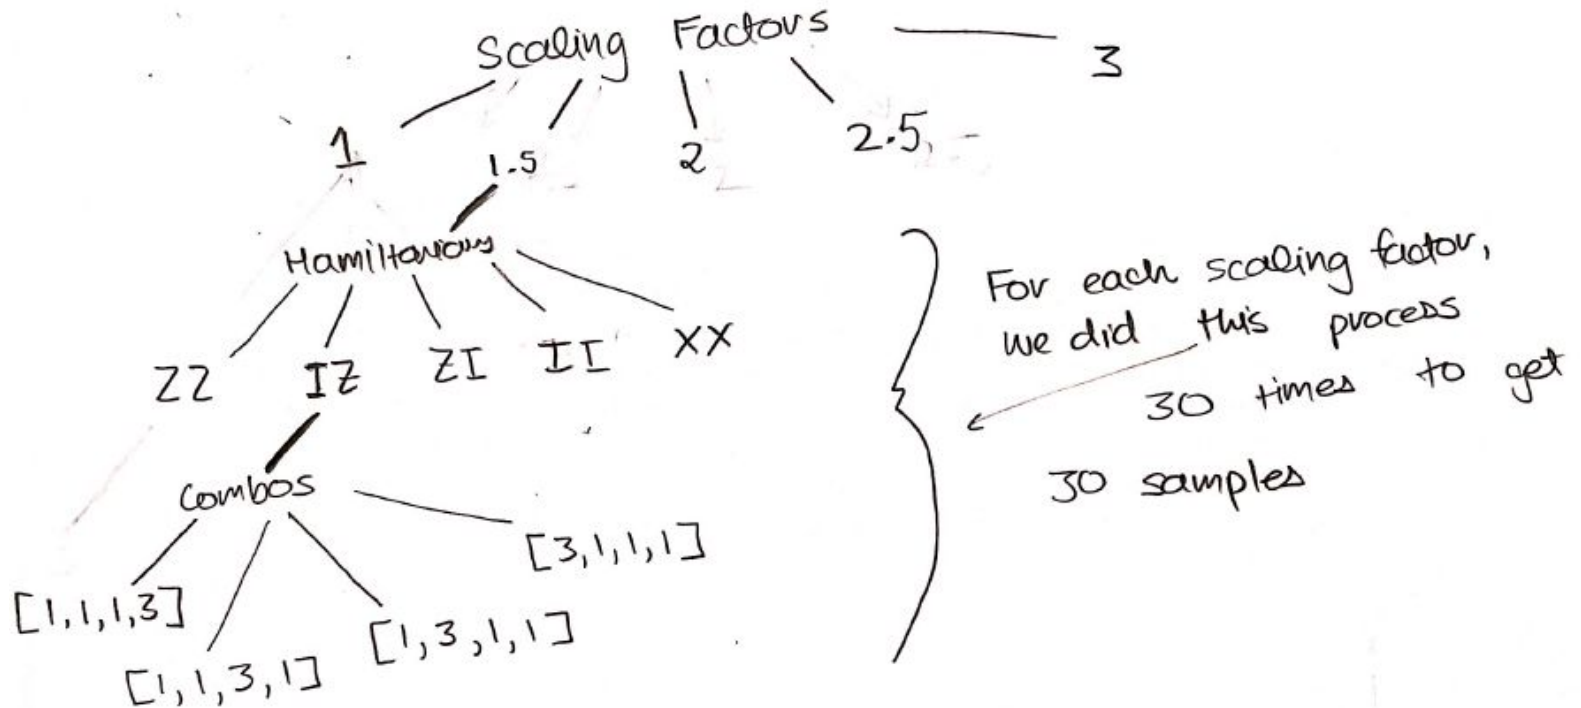 Scaling Factors
1
1.5
2
2.5
3
Hamiltonians
ZZ
IZ
ZI
II
XX
Combos
[1,1,1,3]
[1,1,3,1]
[1,3,1,1]
[3,1,1,1]
For each scaling factor,
we did this process
30 times to get
30 samples